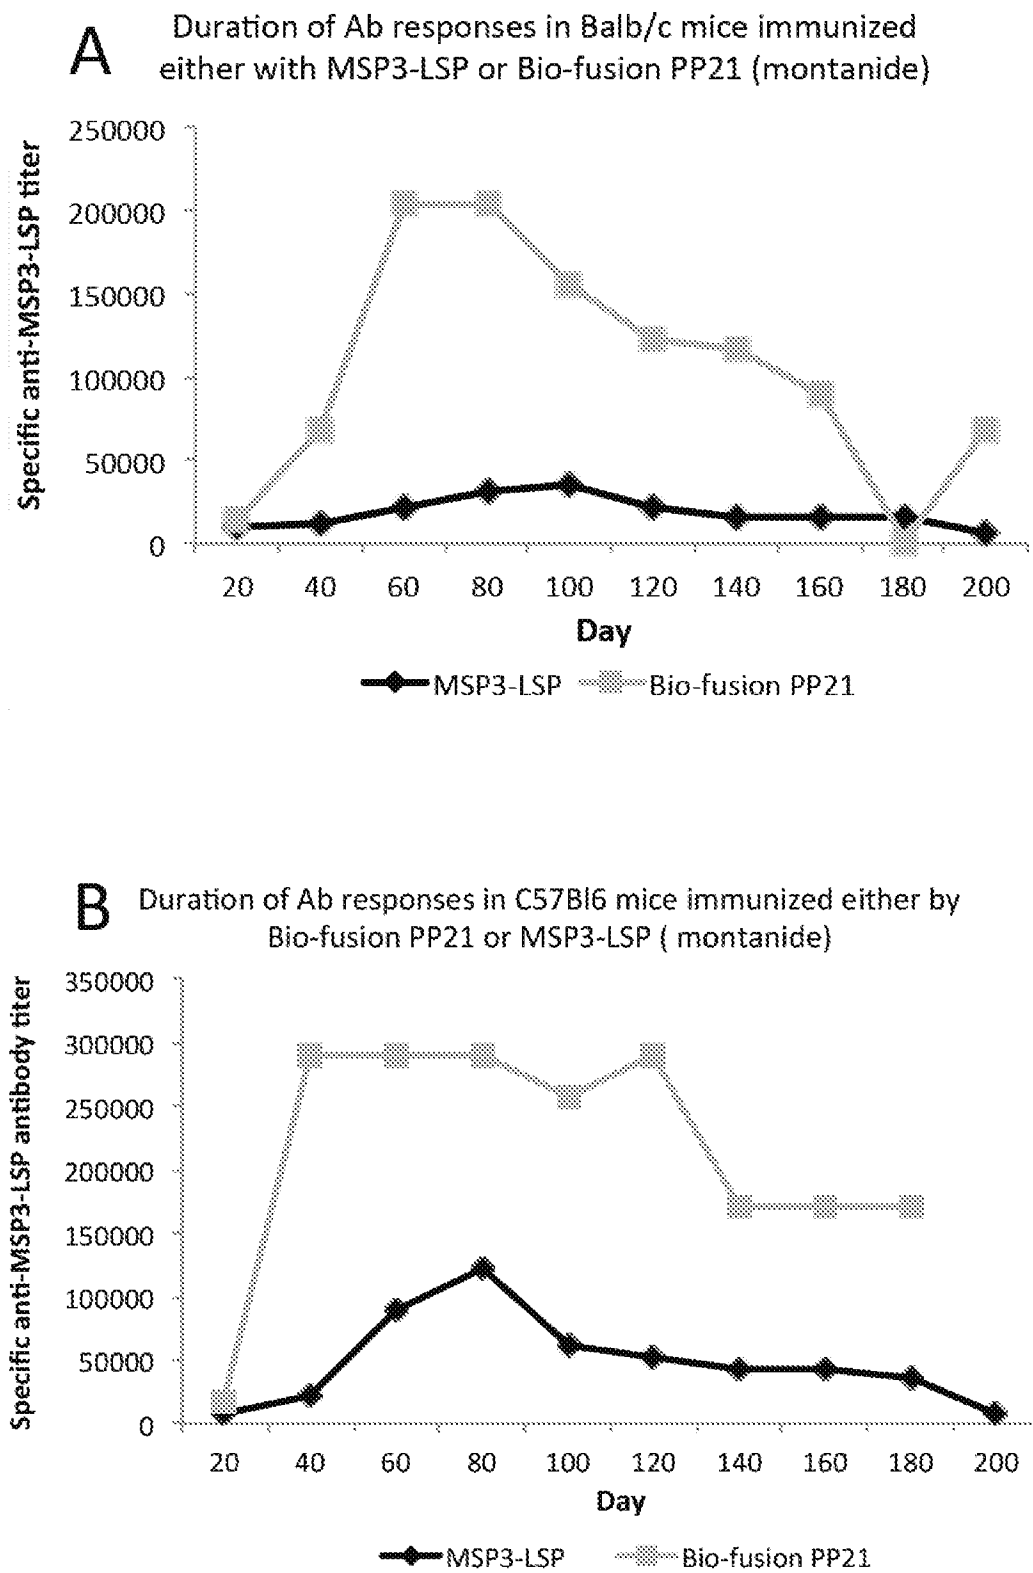 A
Duration of Ab responses in Balb/c mice immunized
either with MSP3-LSP or Bio-fusion PP21 (montanide)
Specific anti-MSP3-LSP titer
250000
200000
150000
100000
50000
0
20 40 60 80 100 120 140 160 180 200
Day
MSP3-LSP Bio-fusion PP21
B
Duration of Ab responses in C57Bl6 mice immunized either by
Bio-fusion PP21 or MSP3-LSP ( montanide)
Specific anti-MSP3-LSP antibody titer
350000
300000
250000
200000
150000
100000
50000
0
20 40 60 80 100 120 140 160 180 200
Day
MSP3-LSP Bio-fusion PP21